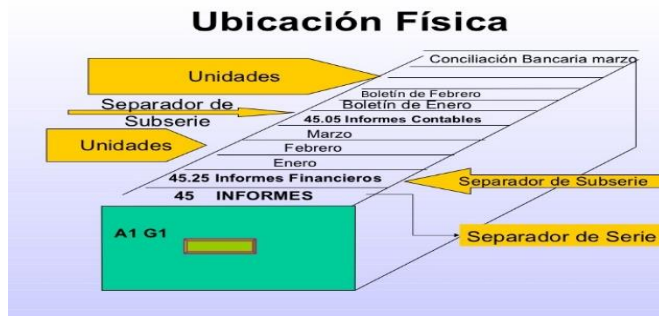 Ubicación Física
Conciliación Bancaria marzo
Unidades
Boletín de Febrero
Separador de
Subserie
Boletín de Enero
45.05 Informes Contables
Marzo
Unidades
Febrero
Enero
45.25 Informes Financieros
Separador de Subserie
45 INFORMES
A1 G1
Separador de Serie